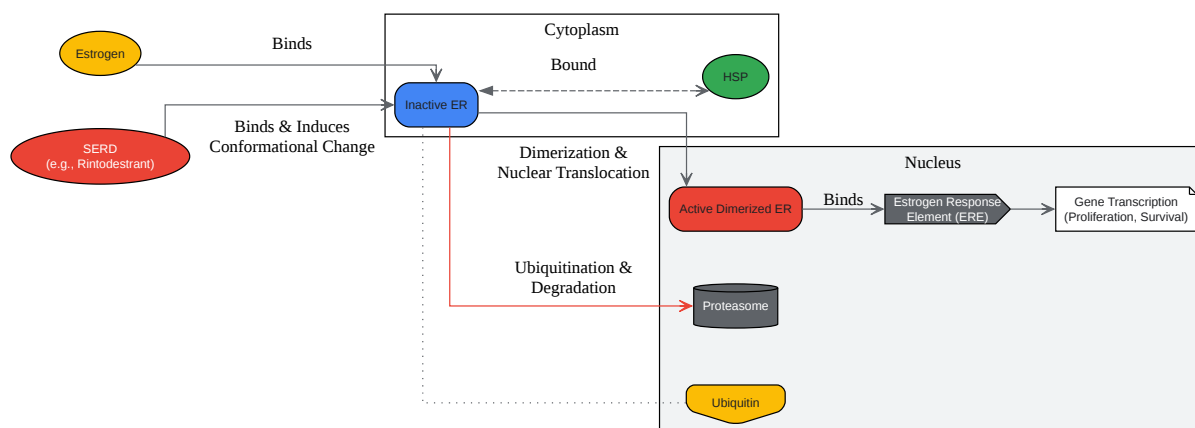 Cytoplasm
Estrogen
Binds
Bound
HSP
Inactive ER
Binds & Induces
Conformational Change
SERD
(e.g., Rintodestrant)
Dimerization &
Nuclear Translocation
Nucleus
Active Dimerized ER
Binds
Estrogen Response
Element (ERE)
Gene Transcription
(Proliferation, Survival)
Ubiquitination &
Degradation
Proteasome
Ubiquitin